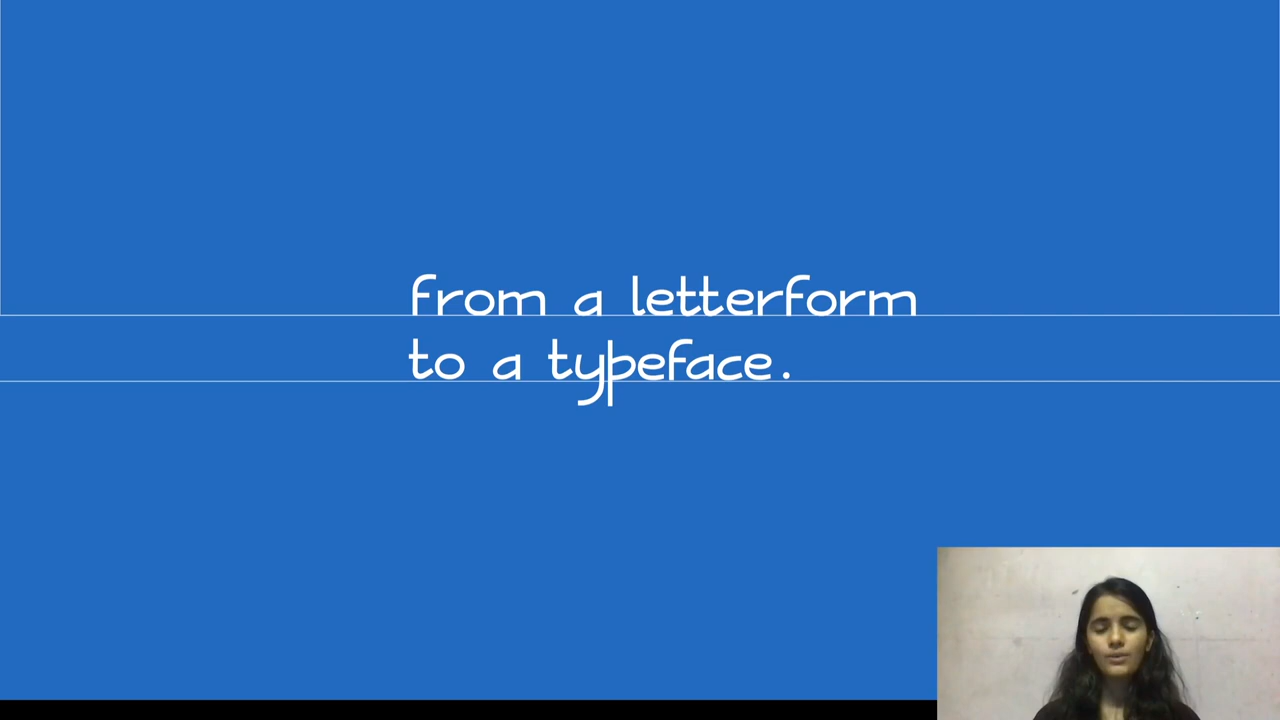 from a letterform
to a typeface.